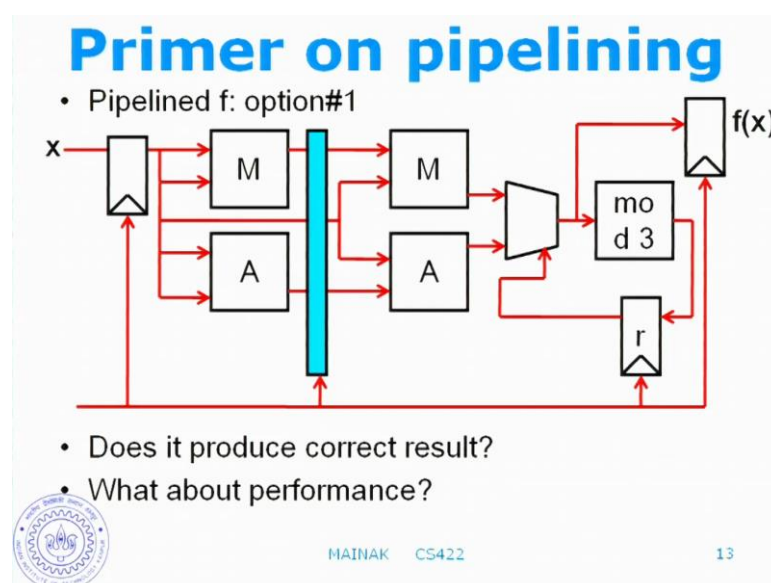 Primer on pipelining
• Pipelined f: option#1
x
M
M
f(x)
mo
d 3
A
A
r
• Does it produce correct result?
• What about performance?
MAINAK CS422 13